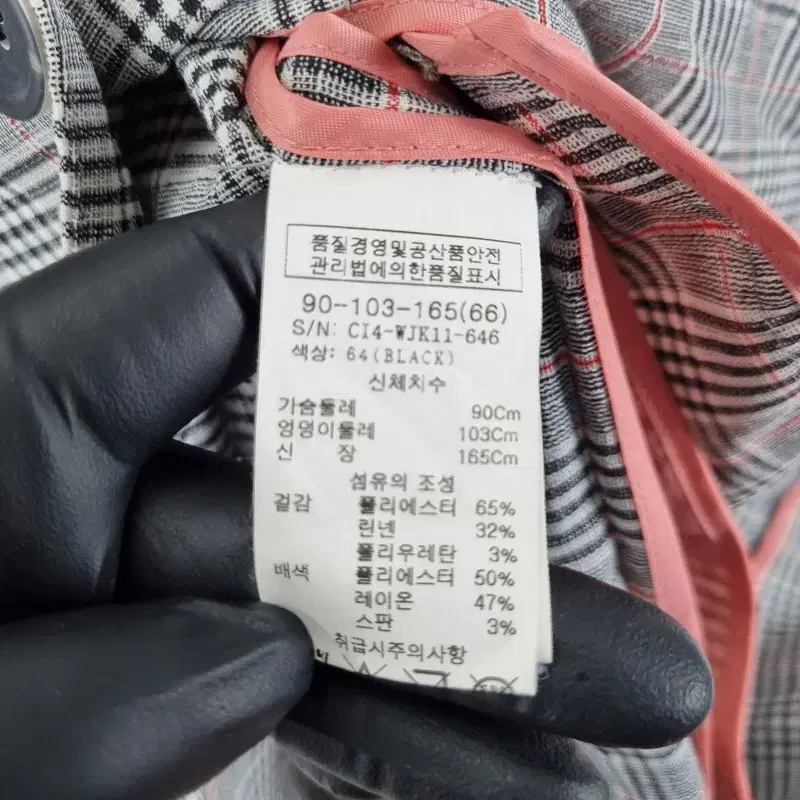 품질경영및공산품안전
관리법에의한품질표시
90-103-165(66)
S/N: CI4-WJK11-646
색상: 64(BLACK)
신체치수
가슴둘레 90Cm
엉덩이둘레 103Cm
신 장 165Cm
섬유의 조성
겉감 폴리에스터 65%
린넨 32%
폴리우레탄 3%
배색 폴리에스터 50%
레이온 47%
스판 3%
취급시주의사항